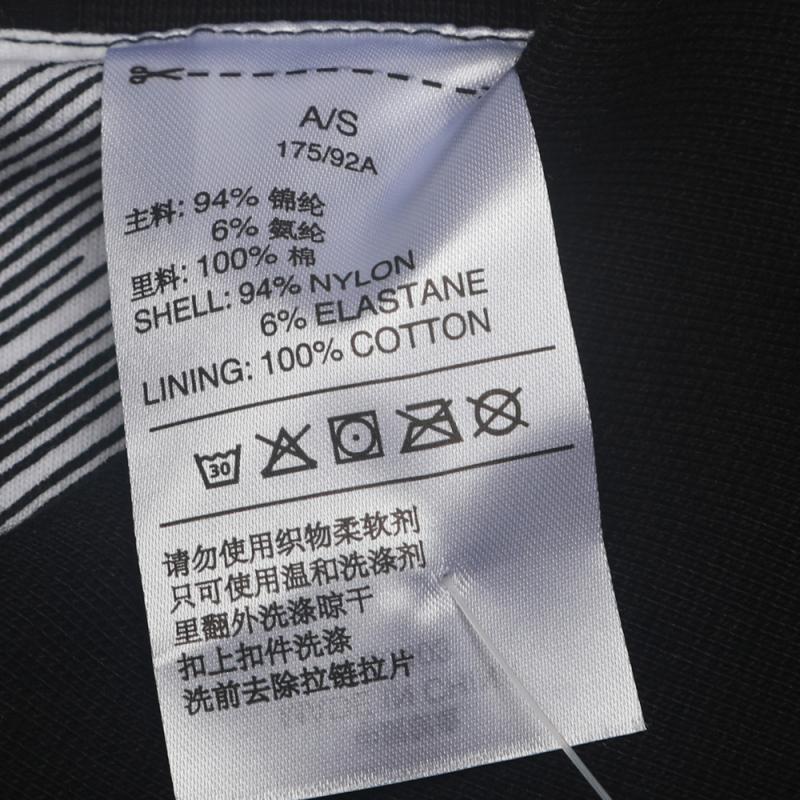 A/S
175/92A
主料: 94% 锦纶
6% 氨纶
里料: 100% 棉
SHELL: 94% NYLON
6% ELASTANE
LINING: 100% COTTON
30
请勿使用织物柔软剂
只可使用温和洗涤剂
里翻外洗涤晾干
扣上扣件洗涤
洗前去除拉链拉片